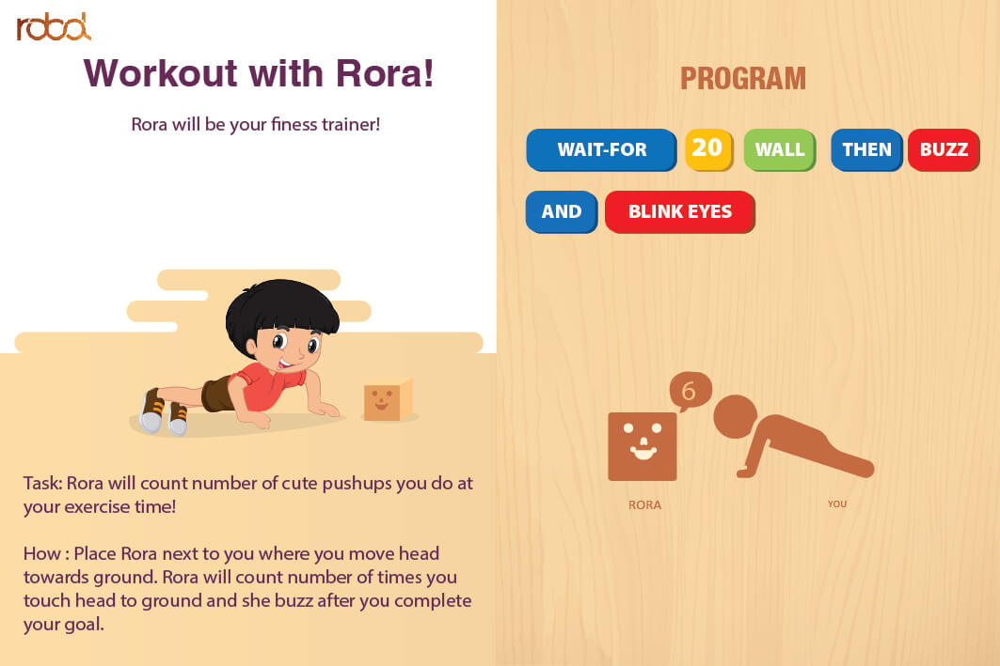 robd
Workout with Rora!
Rora will be your finess trainer!
Task: Rora will count number of cute pushups you do at
your exercise time!
How : Place Rora next to you where you move head
towards ground. Rora will count number of times you
touch head to ground and she buzz after you complete
your goal.
PROGRAM
WAIT-FOR 20 WALL THEN BUZZ
AND BLINK EYES
6
RORA
YOU